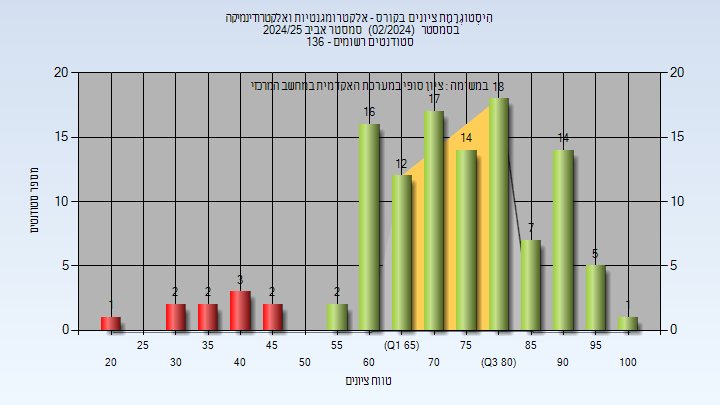 היסטוגרמת ציונים בקורס - אלקטרומגנטיות ואלקטרודינמיקה
בסמסטר (02/2024) סמסטר אביב 2024/25
סטודנטים רשומים - 136
במשימה : ציון סופי במערכת האקדמית במחשב המרכזי
מספר סטודנטים
20 20
15 15
10 10
5 5
0 0
1 2 2 3 2 2 16 12 17 14 18 7 14 5 1
25 35 45 55 (Q1 65) 75 85 95
20 30 40 50 60 70 (Q3 80) 90 100
טווח ציונים